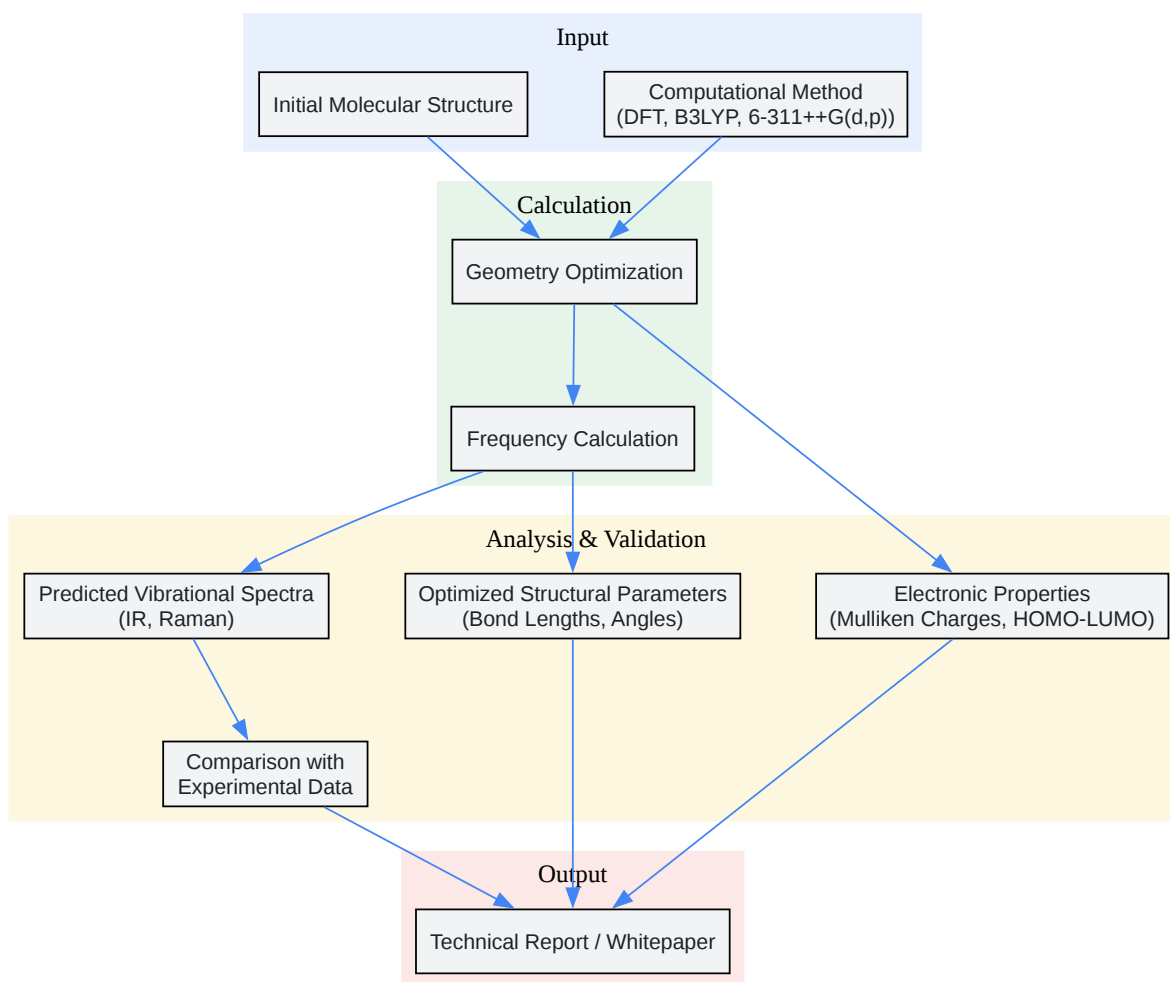 Input
Initial Molecular Structure
Computational Method
(DFT, B3LYP, 6-311++G(d,p))
Calculation
Geometry Optimization
Frequency Calculation
Analysis & Validation
Predicted Vibrational Spectra
(IR, Raman)
Optimized Structural Parameters
(Bond Lengths, Angles)
Electronic Properties
(Mulliken Charges, HOMO-LUMO)
Comparison with
Experimental Data
Output
Technical Report / Whitepaper